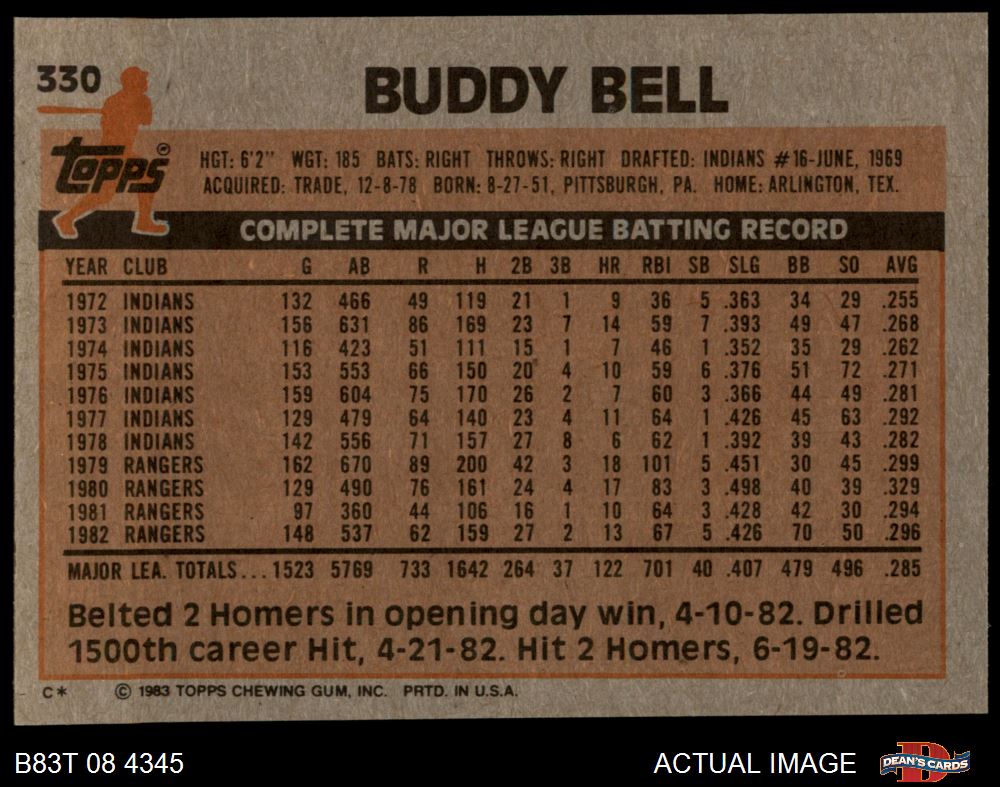 330
BUDDY BELL
Topps®
HGT: 6'2" WGT: 185 BATS: RIGHT THROWS: RIGHT DRAFTED: INDIANS #16-JUNE, 1969
ACQUIRED: TRADE, 12-8-78 BORN: 8-27-51, PITTSBURGH, PA. HOME: ARLINGTON, TEX.
COMPLETE MAJOR LEAGUE BATTING RECORD
YEAR CLUB G AB R H 2B 3B HR RBI SB SLG BB SO AVG
1972 INDIANS 132 466 49 119 21 1 9 36 5 .363 34 29 .255
1973 INDIANS 156 631 86 169 23 7 14 59 7 .393 49 47 .268
1974 INDIANS 116 423 51 111 15 1 7 46 1 .352 35 29 .262
1975 INDIANS 153 553 66 150 20 4 10 59 6 .376 51 72 .271
1976 INDIANS 159 604 75 170 26 2 7 60 3 .366 44 49 .281
1977 INDIANS 129 479 64 140 23 4 11 64 1 .426 45 63 .292
1978 INDIANS 142 556 71 157 27 8 6 62 1 .392 39 43 .282
1979 RANGERS 162 670 89 200 42 3 18 101 5 .451 30 45 .299
1980 RANGERS 129 490 76 161 24 4 17 83 3 .498 40 39 .329
1981 RANGERS 97 360 44 106 16 1 10 64 3 .428 42 30 .294
1982 RANGERS 148 537 62 159 27 2 13 67 5 .426 70 50 .296
MAJOR LEA. TOTALS... 1523 5769 733 1642 264 37 122 701 40 .407 479 496 .285
Belted 2 Homers in opening day win, 4-10-82. Drilled
1500th career Hit, 4-21-82. Hit 2 Homers, 6-19-82.
C* © 1983 TOPPS CHEWING GUM, INC. PRTD. IN U.S.A.
B83T 08 4345 ACTUAL IMAGE D DEAN'S CARDS